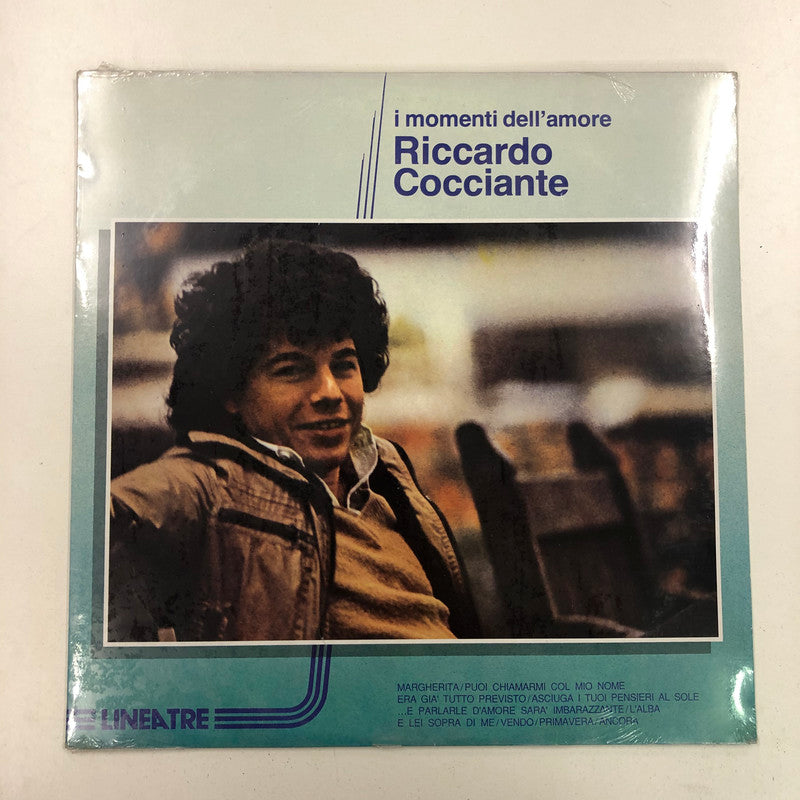 i momenti dell'amore
Riccardo
Cocciante
MARGHERITA/PUOI CHIAMARMI COL MIO NOME
ERA GIA' TUTTO PREVISTO/ASCIUGA I TUOI PENSIERI AL SOLE
...E PARLARLE D'AMORE SARA' IMBARAZZANTE/L'ALBA
E LEI SOPRA DI ME/VENDO/PRIMAVERA/ANCORA
LINEATRE